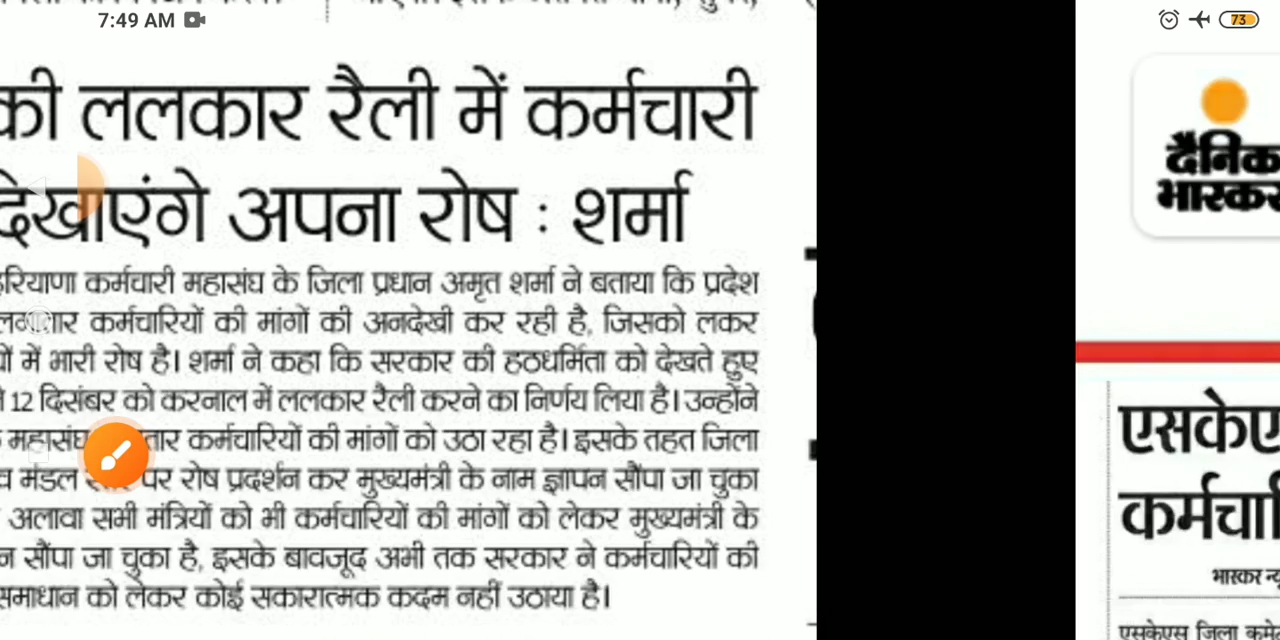 7:49 AM
73
की ललकार रैली में कर्मचारी
दिखाएंगे अपना रोष : शर्मा
हरियाणा कर्मचारी महासंघ के जिला प्रधान अमृत शर्मा ने बताया कि प्रदेश
कर्मचारियों की मांगों की अनदेखी कर रही है, जिसको लकर
में भारी रोष है। शर्मा ने कहा कि सरकार की हठधर्मिता को देखते हुए
12 दिसंबर को करनाल में ललकार रैली करने का निर्णय लिया है। उन्होंने
महासंघ कर्मचारियों की मांगों को उठा रहा है। इसके तहत जिला
मंडल पर रोष प्रदर्शन कर मुख्यमंत्री के नाम ज्ञापन सौंपा जा चुका
अलावा सभी मंत्रियों को भी कर्मचारियों की मांगों को लेकर मुख्यमंत्री के
सौंपा जा चुका है, इसके बावजूद अभी तक सरकार ने कर्मचारियों की
समाधान को लेकर कोई सकारात्मक कदम नहीं उठाया है।
दैनिक
भास्कर
एसकेए
कर्मचा
भास्कर न्यू
एसकेएस जिला कमे